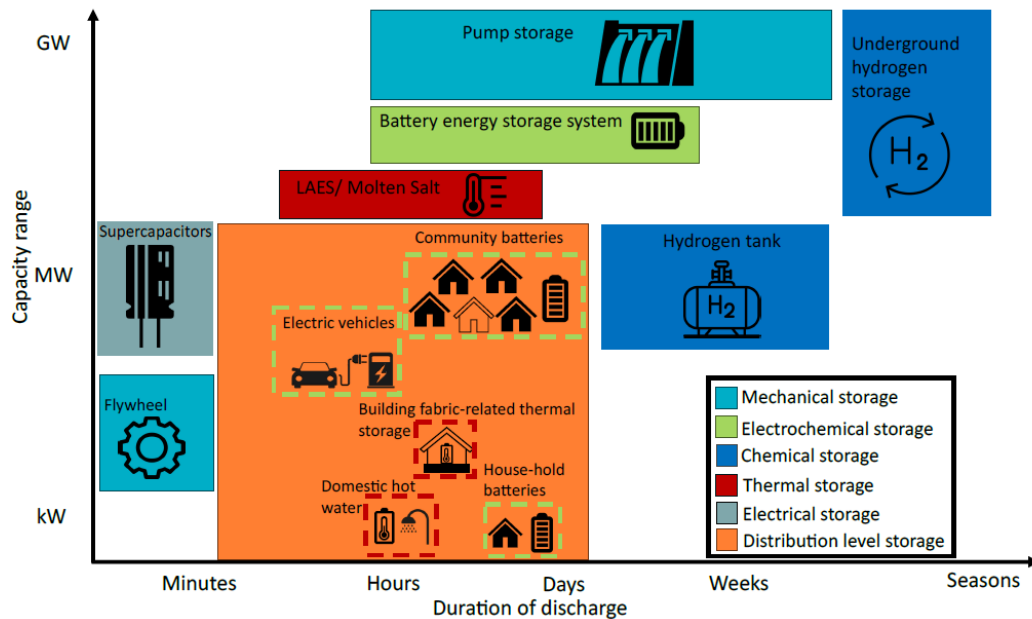 GW
MW
kW
Capacity range
Pump storage
Underground
hydrogen
storage
H2
Battery energy storage system
LAES/ Molten Salt
Supercapacitors
Community batteries
Hydrogen tank
H2
Electric vehicles
Flywheel
Building fabric-related thermal
storage
House-hold
batteries
Domestic hot
water
Mechanical storage
Electrochemical storage
Chemical storage
Thermal storage
Electrical storage
Distribution level storage
Minutes
Hours
Days
Weeks
Seasons
Duration of discharge